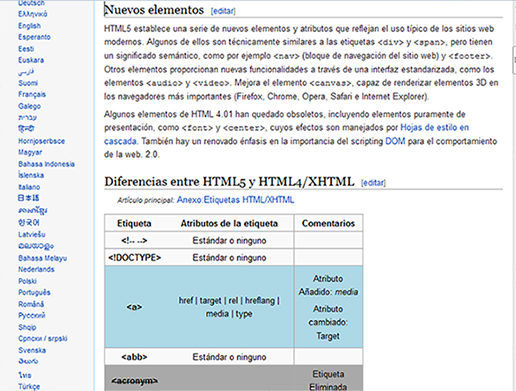 Deutsch
Ελληνικά
English
Esperanto
Eesti
Euskara
فارسی
Suomi
Français
Galego
עברית
हिन्दी
Hornjoserbsce
Magyar
Bahasa Indonesia
Íslenska
Italiano
日本語
ភាសាខ្មែរ
한국어
Latviešu
മലയാളം
Bahasa Melayu
Nederlands
Polski
Português
Română
Русский
Shqip
Српски / srpski
Svenska
తెలుగు
ไทย
Türkçe
Nuevos elementos [editar]
HTML5 establece una serie de nuevos elementos y atributos que reflejan el uso típico de los sitios web
modernos. Algunos de ellos son técnicamente similares a las etiquetas <div> y <span>, pero tienen
un significado semántico, como por ejemplo <nav> (bloque de navegación del sitio web) y <footer>.
Otros elementos proporcionan nuevas funcionalidades a través de una interfaz estandarizada, como los
elementos <audio> y <video>. Mejora el elemento <canvas>, capaz de renderizar elementos 3D en
los navegadores más importantes (Firefox, Chrome, Opera, Safari e Internet Explorer).
Algunos elementos de HTML 4.01 han quedado obsoletos, incluyendo elementos puramente de
presentación, como <font> y <center>, cuyos efectos son manejados por Hojas de estilo en
cascada. También hay un renovado énfasis en la importancia del scripting DOM para el comportamiento
de la web. 2.0.
Diferencias entre HTML5 y HTML4/XHTML [editar]
Artículo principal: Anexo:Etiquetas HTML/XHTML
Etiqueta Atributos de la etiqueta Comentarios
<!-- --> Estándar o ninguno
<!DOCTYPE> Estándar o ninguno
<a> href | target | rel | hreflang |
media | type
Atributo
Añadido: media
Atributo
cambiado:
Target
<abb> Estándar o ninguno
<acronym> Etiqueta
Eliminada